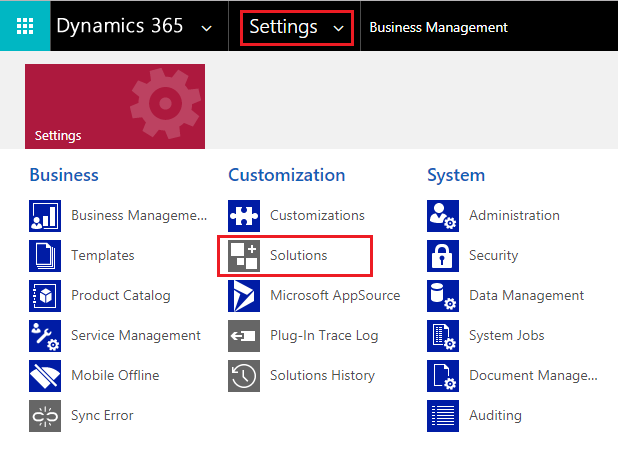 Dynamics 365
Settings
Business Management
Settings
Business
Customization
System
Business Manageme...
Customizations
Administration
Templates
Solutions
Security
Product Catalog
Microsoft AppSource
Data Management
Service Management
Plug-In Trace Log
System Jobs
Mobile Offline
Solutions History
Document Manage...
Sync Error
Auditing